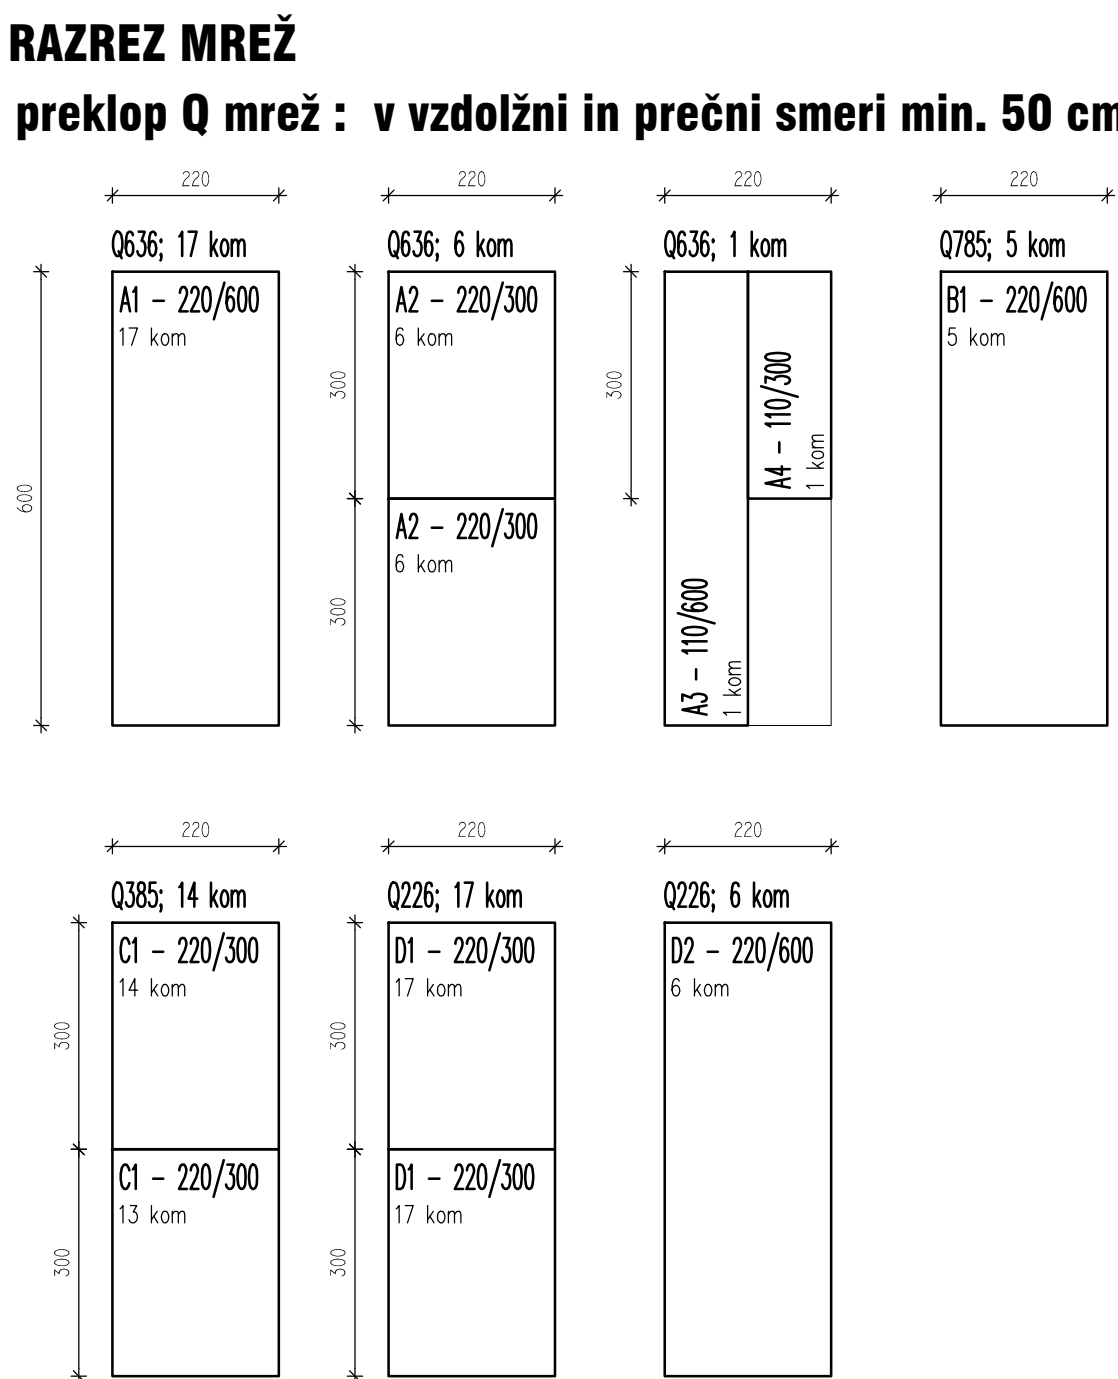 RAZREZ MREŽ
preklop Q mrež : v vzdolžni in prečni smeri min. 50 cm
220
220
220
220
Q636; 17 kom
Q636; 6 kom
Q636; 1 kom
Q785; 5 kom
600
A1 - 220/600
17 kom
300
A2 - 220/300
6 kom
300
A2 - 220/300
6 kom
300
A4 - 110/300
1 kom
A3 - 110/600
1 kom
B1 - 220/600
5 kom
220
220
220
Q385; 14 kom
Q226; 17 kom
Q226; 6 kom
300
C1 - 220/300
14 kom
300
C1 - 220/300
13 kom
300
D1 - 220/300
17 kom
300
D1 - 220/300
17 kom
D2 - 220/600
6 kom